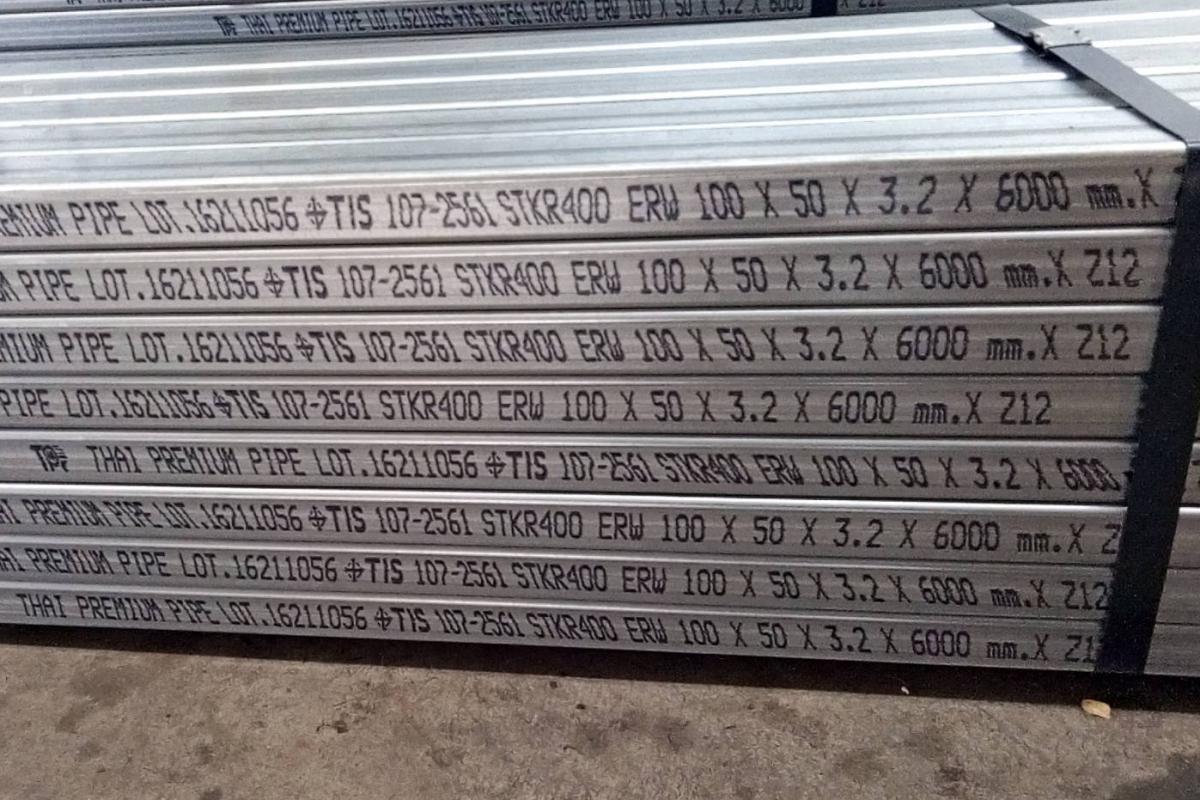 THAI PREMIUM PIPE LOT.16211056 TIS 107-2561 STKR400 ERW 100 X 50 X 3.2 X 6000
PIPE LOT.16211056 TIS 107-2561 STKR400 ERW 100 X 50 X 3.2 X 6000 mm.X
PIPE LOT.16211056 TIS 107-2561 STKR400 ERW 100 X 50 X 3.2 X 6000 mm.X Z12
PIPE LOT.16211056 TIS 107-2561 STKR400 ERW 100 X 50 X 3.2 X 6000 mm.X Z12
PIPE LOT.16211056 TIS 107-2561 STKR400 ERW 100 X 50 X 3.2 X 6000 mm.X Z12
THAI PREMIUM PIPE LOT.16211056 TIS 107-2561 STKR400 ERW 100 X 50 X 3.2 X 6000
PREMIUM PIPE LOT.16211056 TIS 107-2561 STKR400 ERW 100 X 50 X 3.2 X 6000 mm.X
PREMIUM PIPE LOT.16211056 TIS 107-2561 STKR400 ERW 100 X 50 X 3.2 X 6000 mm.X Z12
THAI PREMIUM PIPE LOT.16211056 TIS 107-2561 STKR400 ERW 100 X 50 X 3.2 X 6000 mm.X